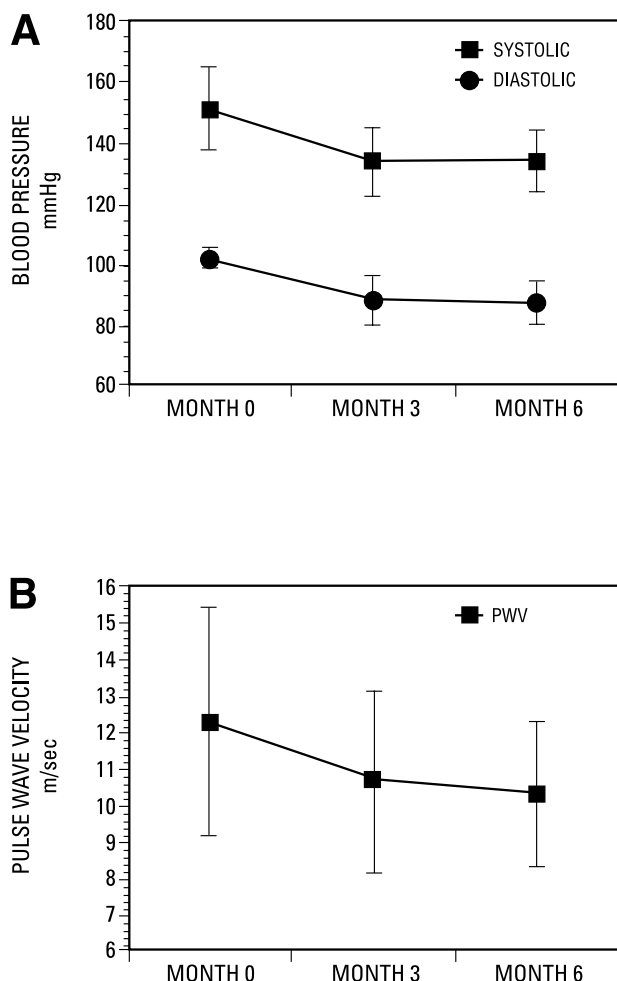 A
BLOOD PRESSURE
mmHg
180
160
140
120
100
80
60
SYSTOLIC
DIASTOLIC
MONTH 0
MONTH 3
MONTH 6
B
PULSE WAVE VELOCITY
m/sec
16
15
14
13
12
11
10
9
8
7
6
PWV
MONTH 0
MONTH 3
MONTH 6